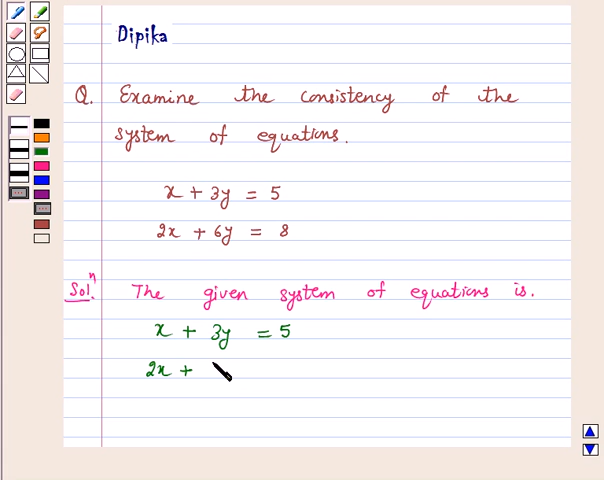 Dipika
Q. Examine the consistency of the
system of equations.
x + 3y = 5
2x + 6y = 8
Solⁿ. The given system of equations is.
x + 3y = 5
2x +